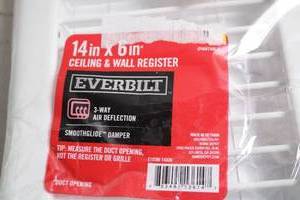 14in x 6in*
CEILING & WALL REGISTER
EVERBILT
3-WAY
AIR DEFLECTION
SMOOTHGLIDE™ DAMPER
TIP: MEASURE THE DUCT OPENING,
NOT THE REGISTER OR GRILLE
*DUCT OPENING